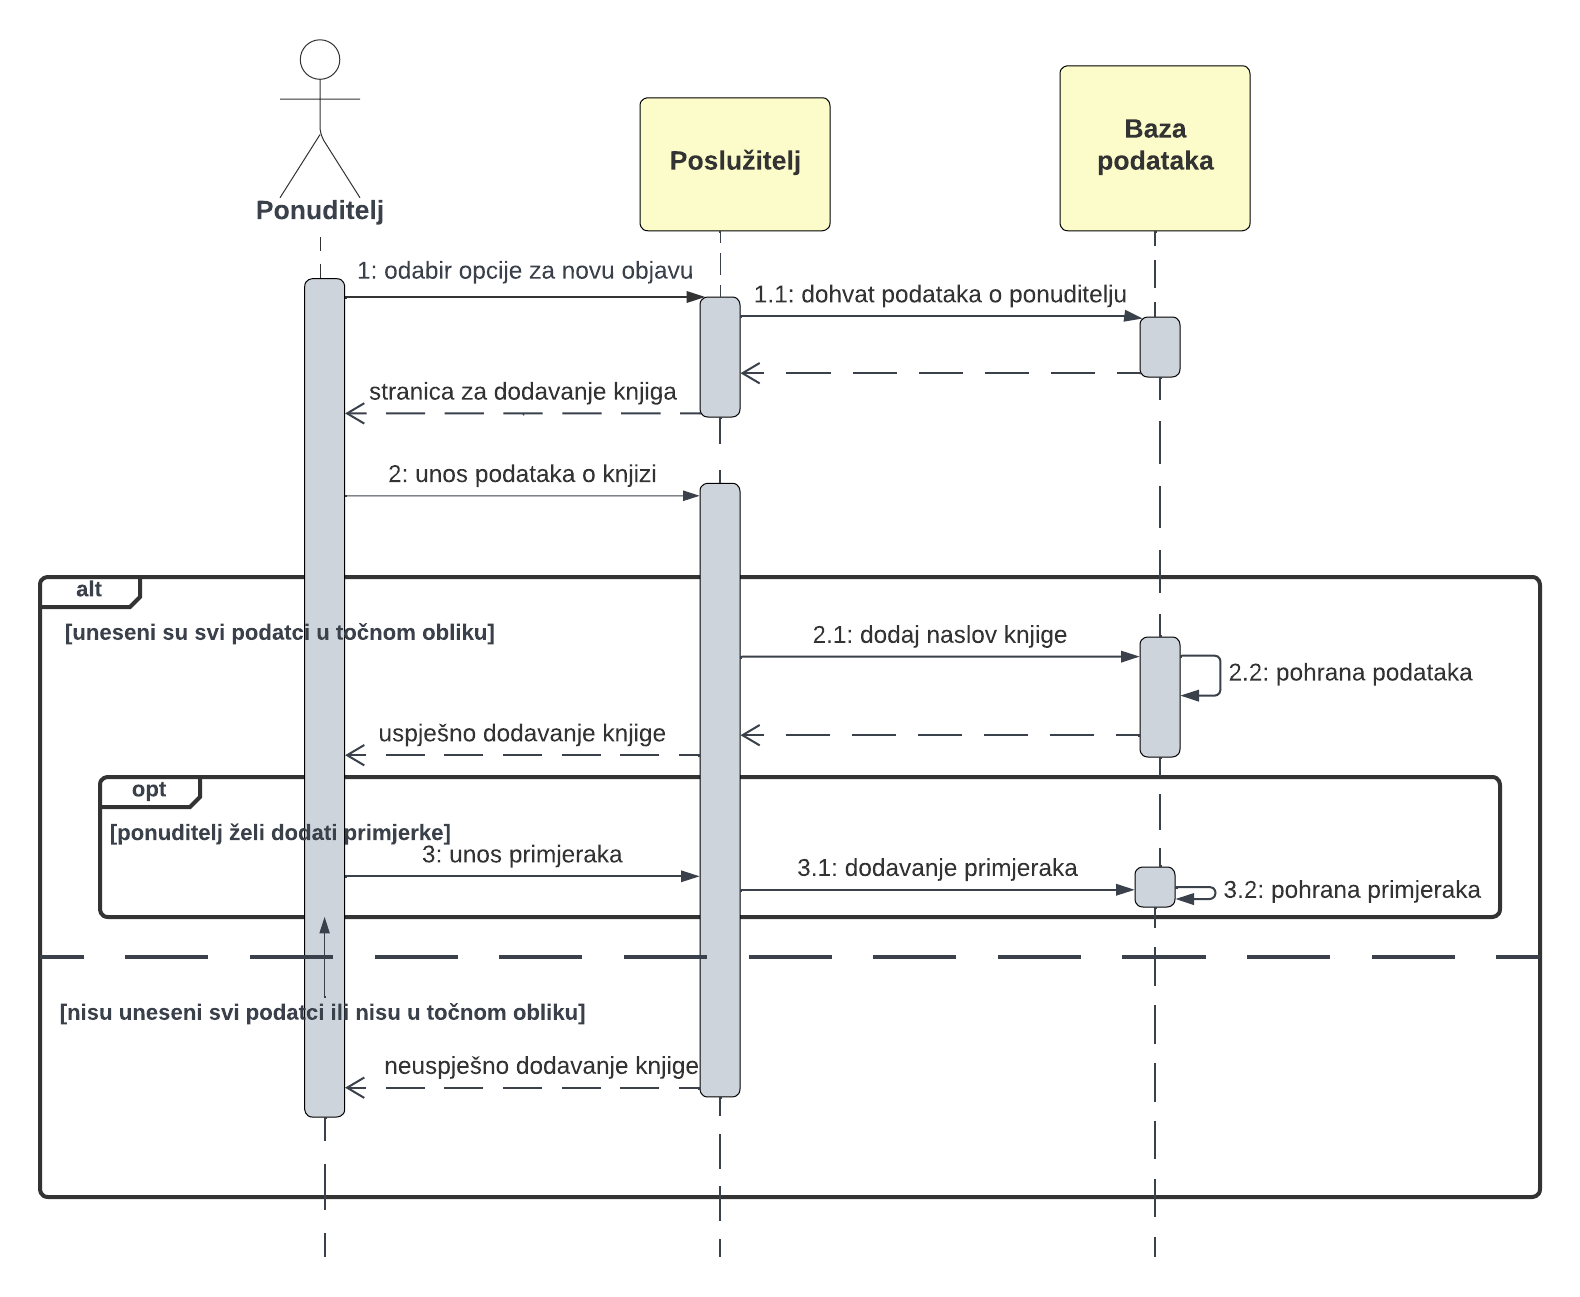 Ponuditelj
Poslužitelj
Baza
podataka
1: odabir opcije za novu objavu
1.1: dohvat podataka o ponuditelju
stranica za dodavanje knjiga
2: unos podataka o knjizi
alt
[uneseni su svi podatci u točnom obliku]
2.1: dodaj naslov knjige
2.2: pohrana podataka
uspješno dodavanje knjige
opt
[ponuditelj želi dodati primjerke]
3: unos primjeraka
3.1: dodavanje primjeraka
3.2: pohrana primjeraka
[nisu uneseni svi podatci ili nisu u točnom obliku]
neuspješno dodavanje knjige